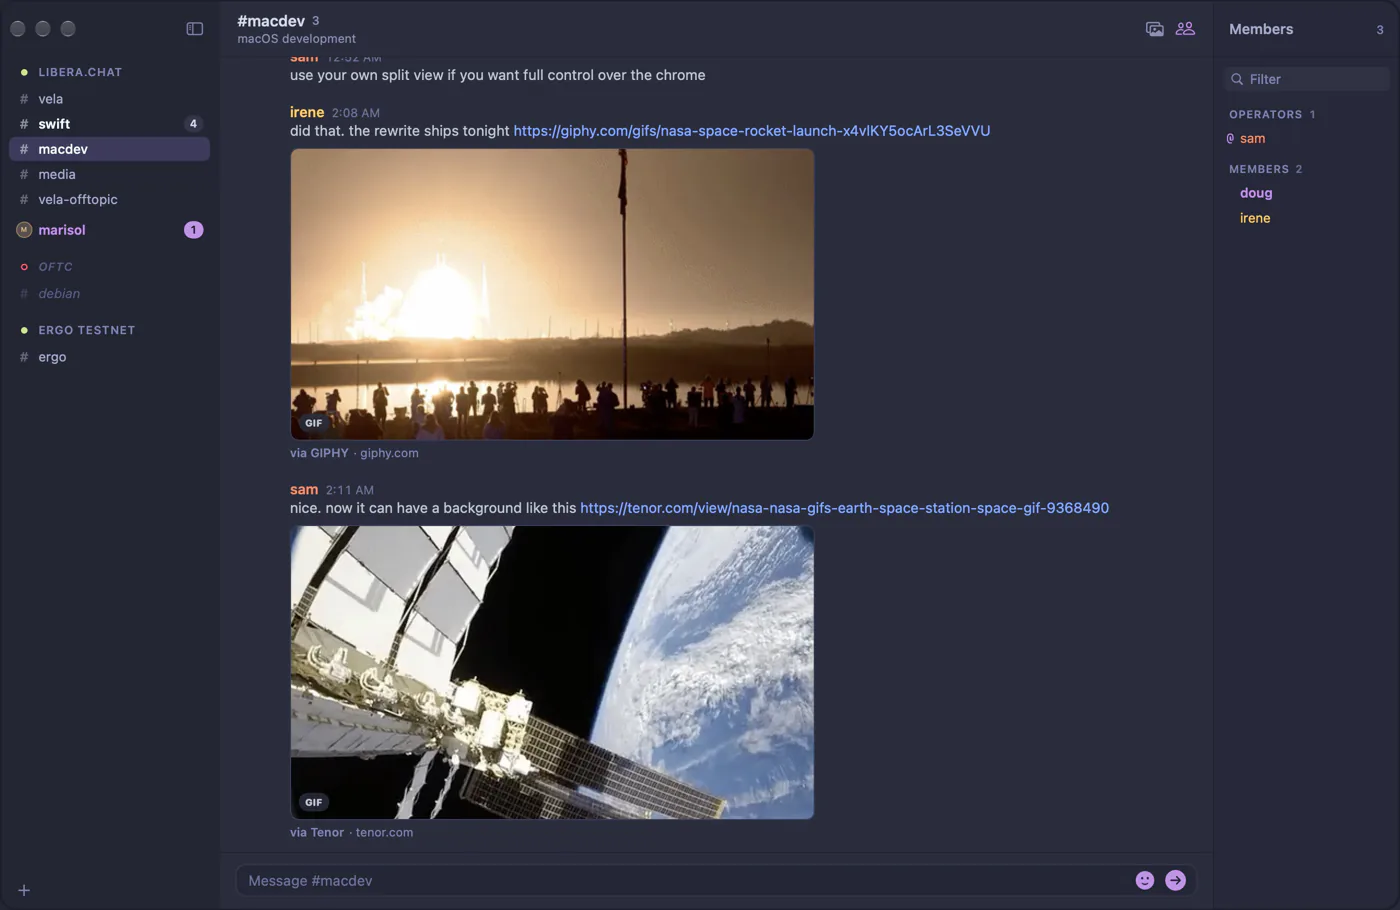 LIBERA.CHAT
# vela
# swift 4
# macdev
# media
# vela-offtopic
M marisol 1
OFTC
# debian
ERGO TESTNET
# ergo
#macdev 3
macOS development
sam 12:52 AM
use your own split view if you want full control over the chrome
irene 2:08 AM
did that. the rewrite ships tonight https://giphy.com/gifs/nasa-space-rocket-launch-x4vlKY5ocArL3SeVVU
GIF
via GIPHY · giphy.com
sam 2:11 AM
nice. now it can have a background like this https://tenor.com/view/nasa-nasa-gifs-earth-space-station-space-gif-9368490
GIF
via Tenor · tenor.com
Message #macdev
Members 3
Filter
OPERATORS 1
@ sam
MEMBERS 2
doug
irene